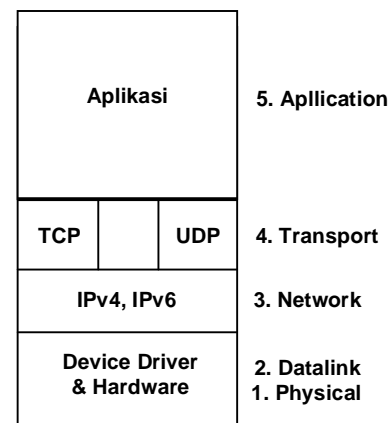 Aplikasi 5. Apllication
TCP UDP 4. Transport
IPv4, IPv6 3. Network
Device Driver 2. Datalink
& Hardware 1. Physical